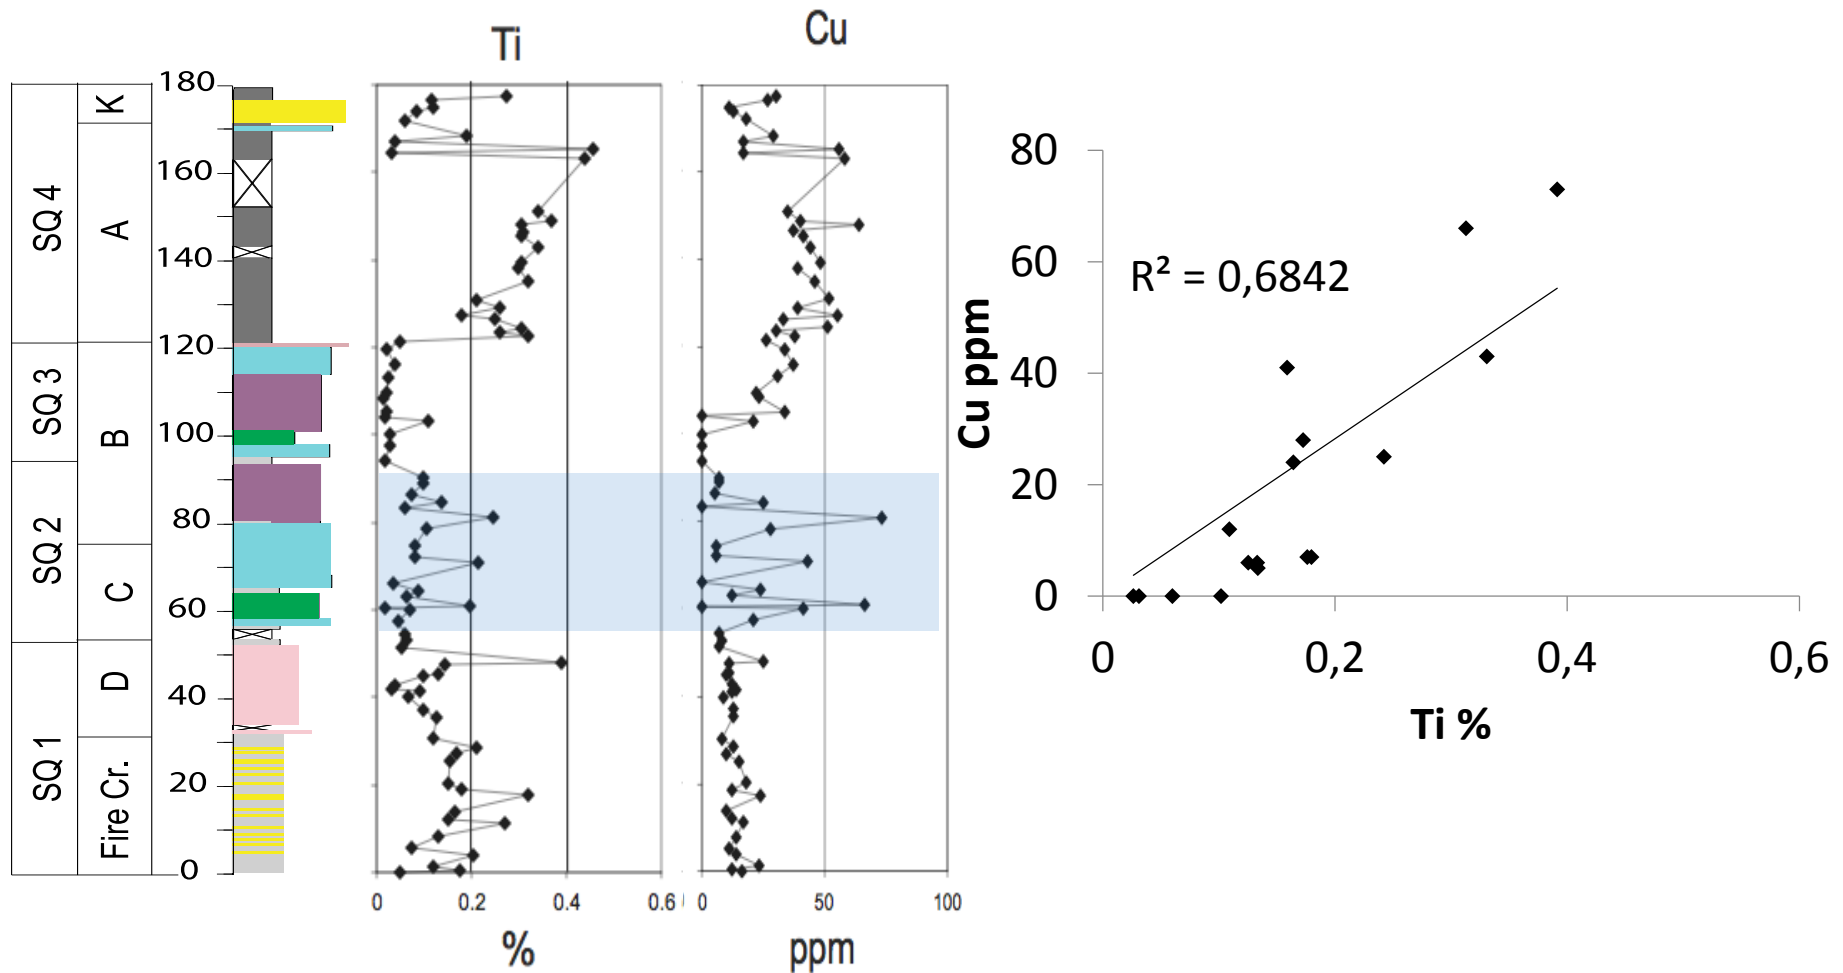 Ti
Cu
%
ppm
SQ 4
SQ 3
SQ 2
SQ 1
K
A
B
C
D
Fire Cr.
180
160
140
120
100
80
60
40
20
0
0 0.2 0.4 0.6
0 50 100
80
60
40
20
0
R² = 0,6842
Cu ppm
0 0,2 0,4 0,6
Ti %